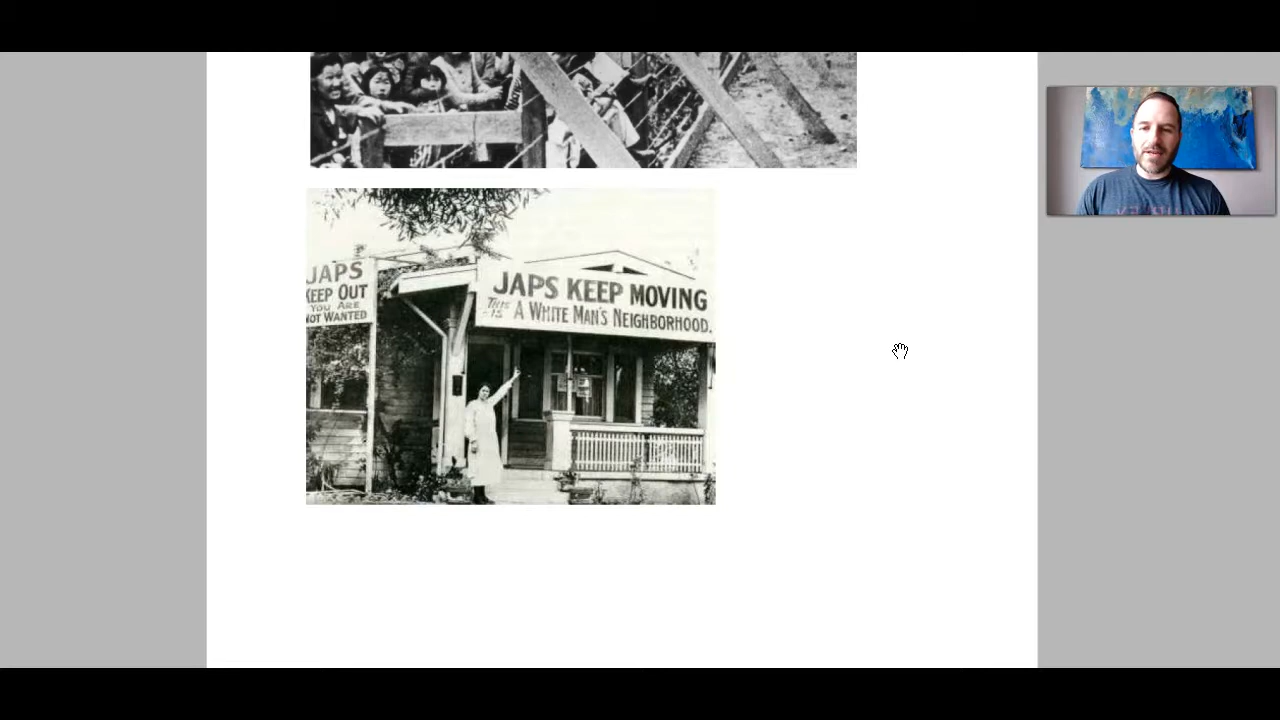 JAPS
KEEP OUT
YOU ARE
NOT WANTED
JAPS KEEP MOVING
THIS IS A WHITE MAN'S NEIGHBORHOOD.